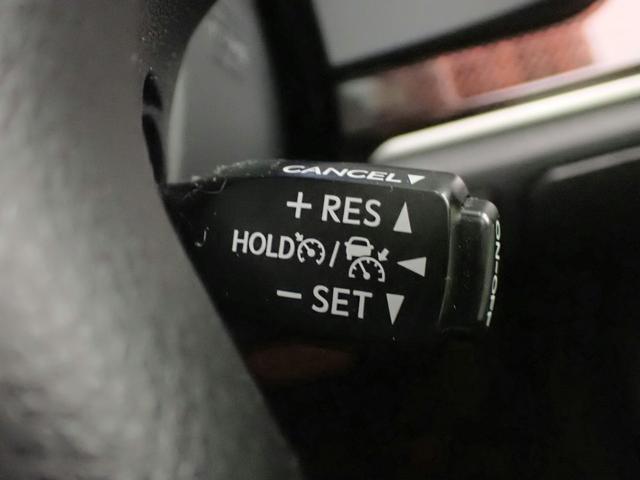 CANCEL▼
+ RES ▲
HOLD / ◀
− SET ▼
ON-OFF